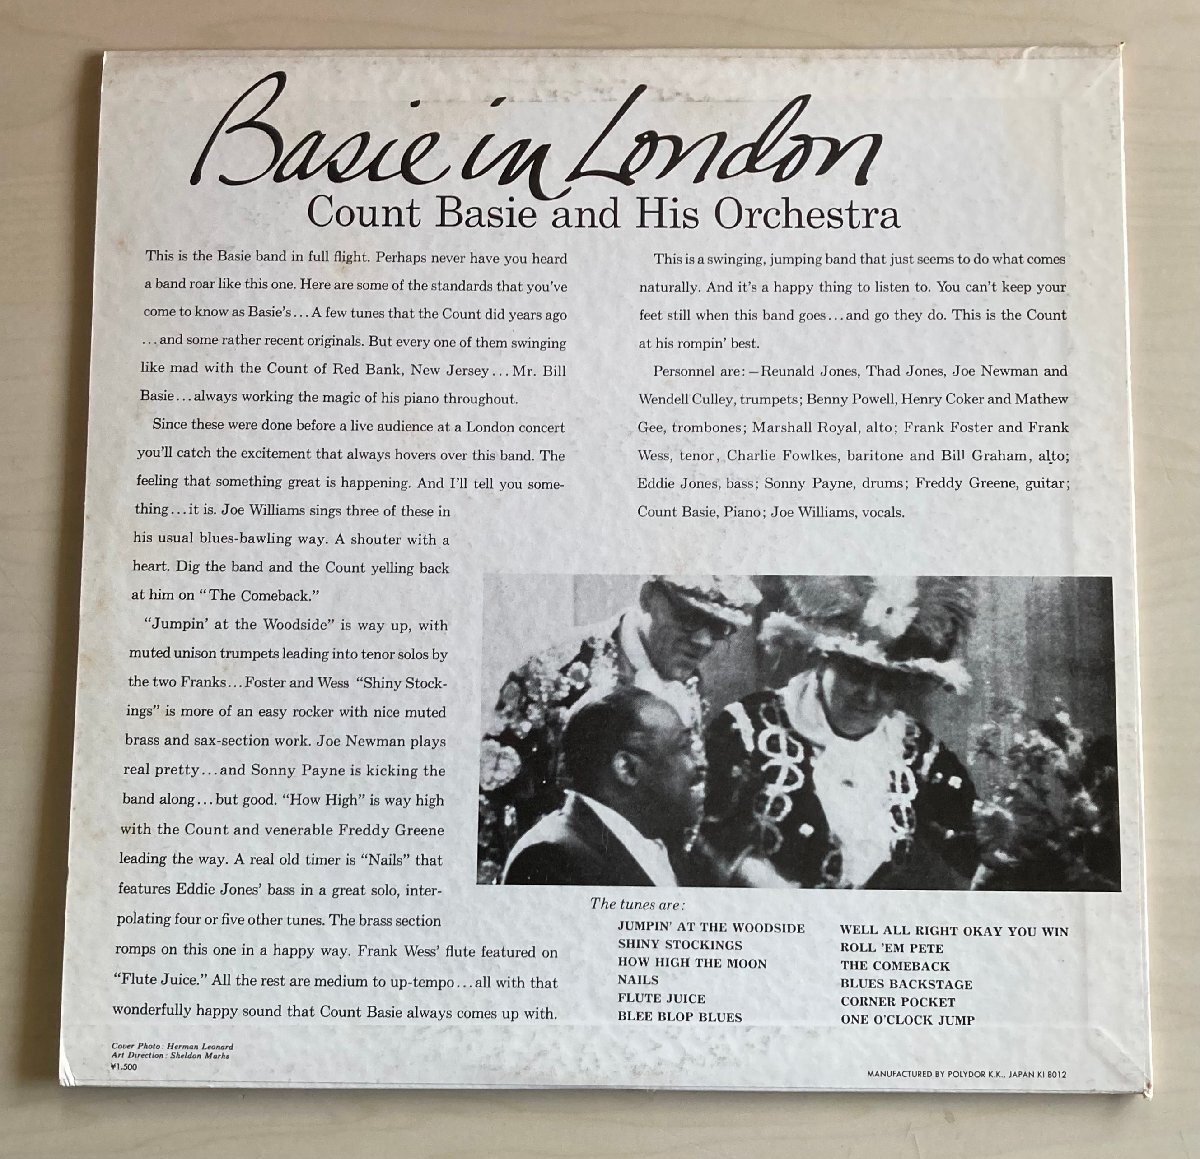 Basie in London
Count Basie and His Orchestra
This is the Basie band in full flight. Perhaps never have you heard
a band roar like this one. Here are some of the standards that you've
come to know as Basie's...A few tunes that the Count did years ago
...and some rather recent originals. But every one of them swinging
like mad with the Count of Red Bank, New Jersey...Mr. Bill
Basie...always working the magic of his piano throughout.
Since these were done before a live audience at a London concert
you'll catch the excitement that always hovers over this band. The
feeling that something great is happening. And I'll tell you some-
thing...it is. Joe Williams sings three of these in
his usual blues-bawling way. A shouter with a
heart. Dig the band and the Count yelling back
at him on "The Comeback."
"Jumpin' at the Woodside" is way up, with
muted unison trumpets leading into tenor solos by
the two Franks...Foster and Wess "Shiny Stock-
ings" is more of an easy rocker with nice muted
brass and sax-section work. Joe Newman plays
real pretty...and Sonny Payne is kicking the
band along...but good. "How High" is way high
with the Count and venerable Freddy Greene
leading the way. A real old timer is "Nails" that
features Eddie Jones' bass in a great solo, inter-
polating four or five other tunes. The brass section
romps on this one in a happy way. Frank Wess' flute featured on
"Flute Juice." All the rest are medium to up-tempo...all with that
wonderfully happy sound that Count Basie always comes up with.
This is a swinging, jumping band that just seems to do what comes
naturally. And it's a happy thing to listen to. You can't keep your
feet still when this band goes...and go they do. This is the Count
at his rompin' best.
Personnel are:—Reunald Jones, Thad Jones, Joe Newman and
Wendell Culley, trumpets; Benny Powell, Henry Coker and Mathew
Gee, trombones; Marshall Royal, alto; Frank Foster and Frank
Wess, tenor, Charlie Fowlkes, baritone and Bill Graham, alto;
Eddie Jones, bass; Sonny Payne, drums; Freddy Greene, guitar;
Count Basie, Piano; Joe Williams, vocals.
The tunes are:
JUMPIN' AT THE WOODSIDE
SHINY STOCKINGS
HOW HIGH THE MOON
NAILS
FLUTE JUICE
BLEE BLOP BLUES
WELL ALL RIGHT OKAY YOU WIN
ROLL 'EM PETE
THE COMEBACK
BLUES BACKSTAGE
CORNER POCKET
ONE O'CLOCK JUMP
Cover Photo: Herman Leonard
Art Direction: Sheldon Marks
¥1.500
MANUFACTURED BY POLYDOR K.K., JAPAN KI 8012